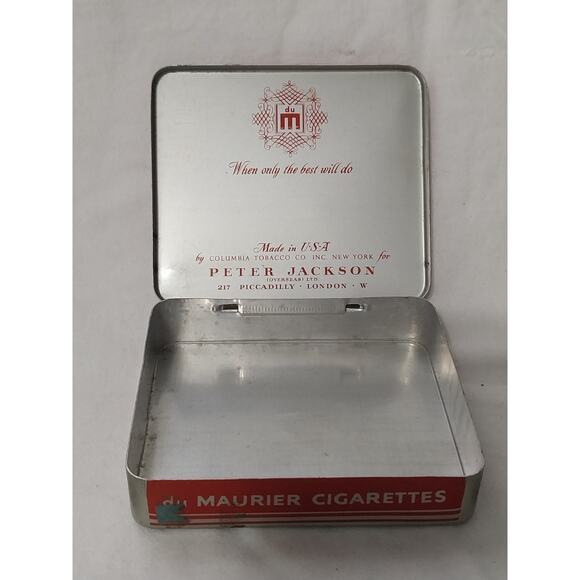 du
m
When only the best will do
Made in U·S·A
by COLUMBIA TOBACCO CO. INC. NEW YORK for
PETER JACKSON
(OVERSEAS) LTD
217 PICCADILLY · LONDON · W
du MAURIER CIGARETTES